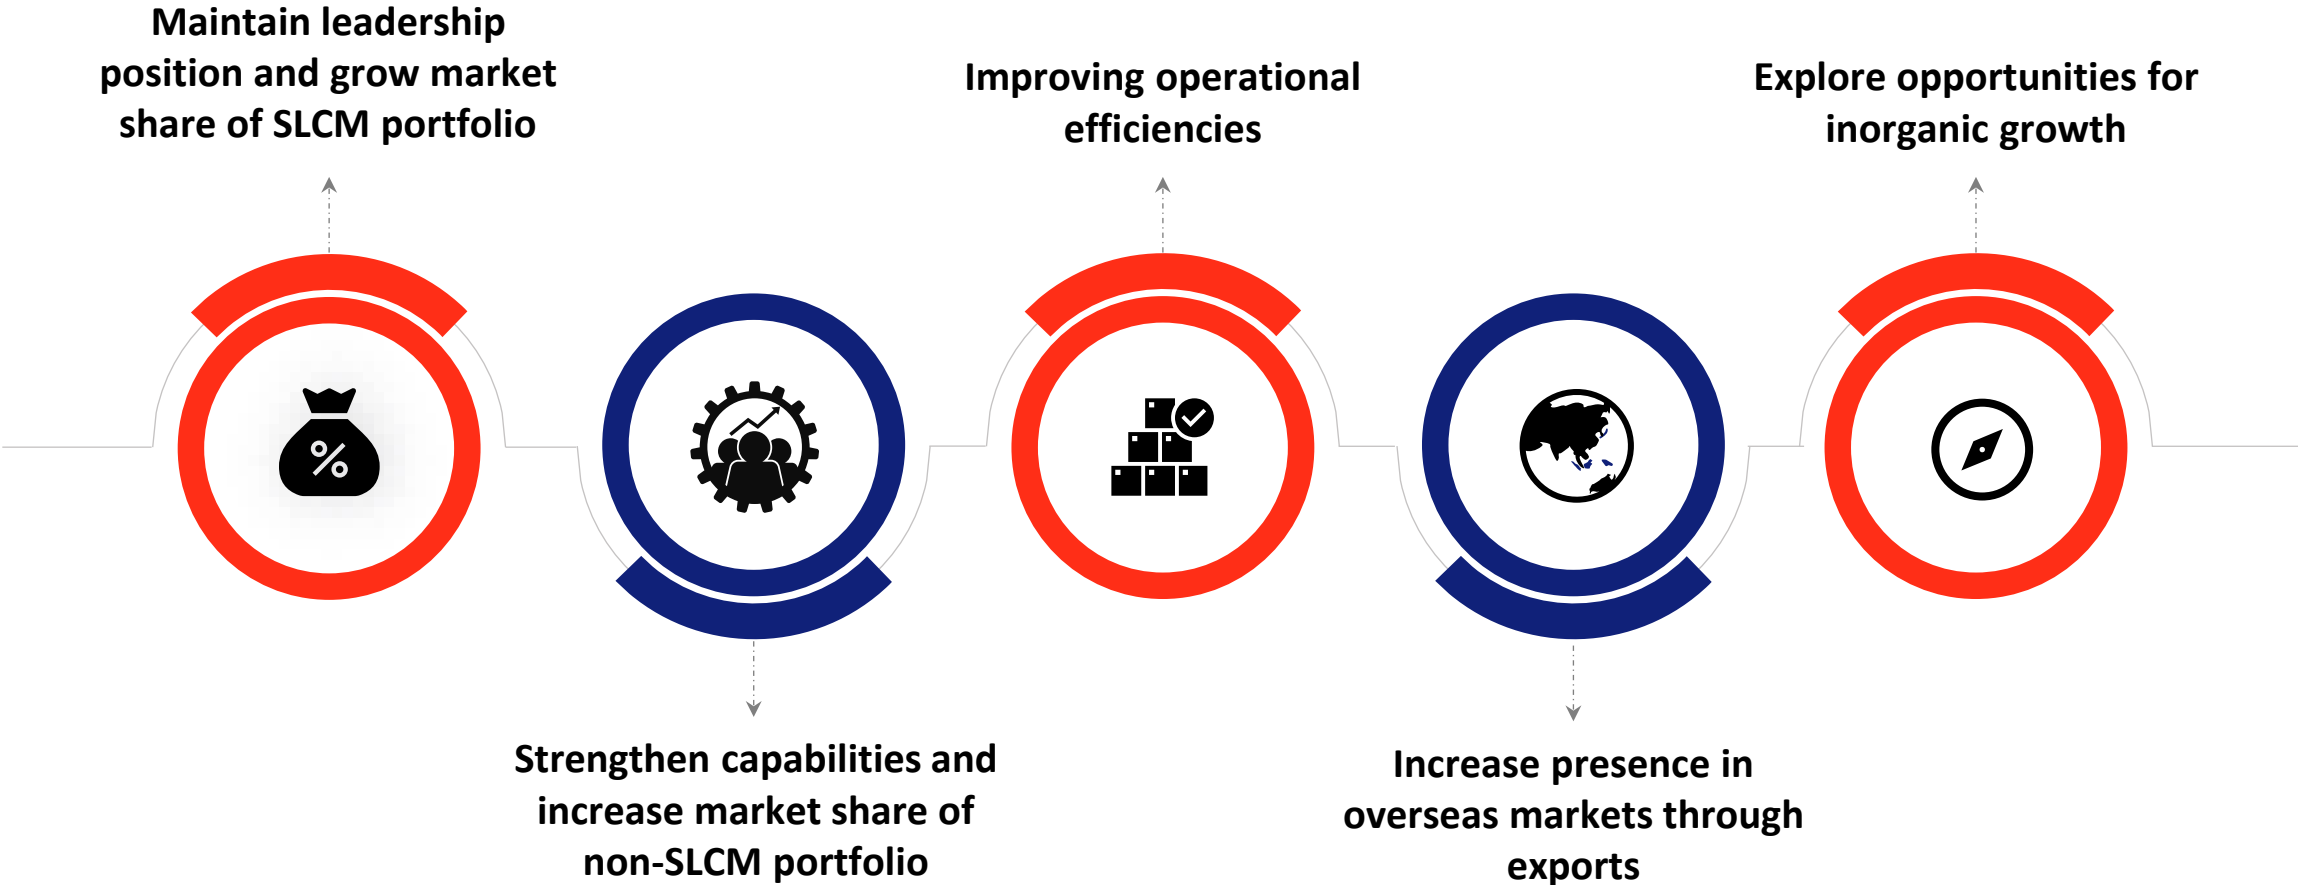 Maintain leadership
position and grow market
share of SLCM portfolio
Strengthen capabilities and
increase market share of
non-SLCM portfolio
Improving operational
efficiencies
Increase presence in
overseas markets through
exports
Explore opportunities for
inorganic growth
%